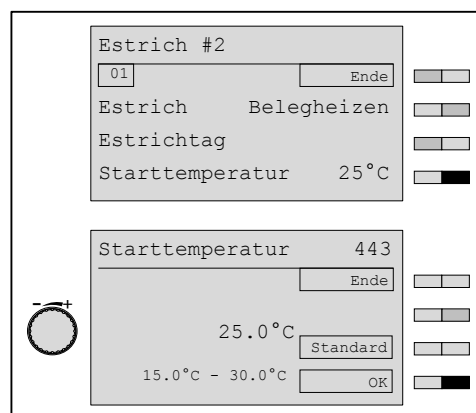 Estrich #2
01 Ende
Estrich Belegheizen
Estrichtag
Starttemperatur 25°C
Starttemperatur 443
Ende
- +
25.0°C
Standard
15.0°C - 30.0°C OK